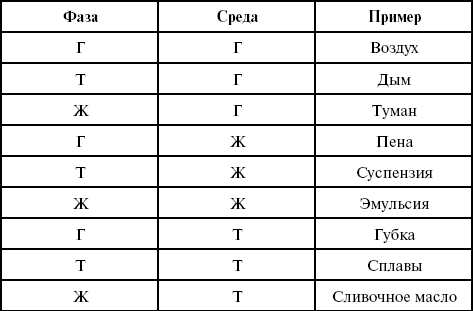 Фаза Среда Пример
Г Г Воздух
Т Г Дым
Ж Г Туман
Г Ж Пена
Т Ж Суспензия
Ж Ж Эмульсия
Г Т Губка
Т Т Сплавы
Ж Т Сливочное масло